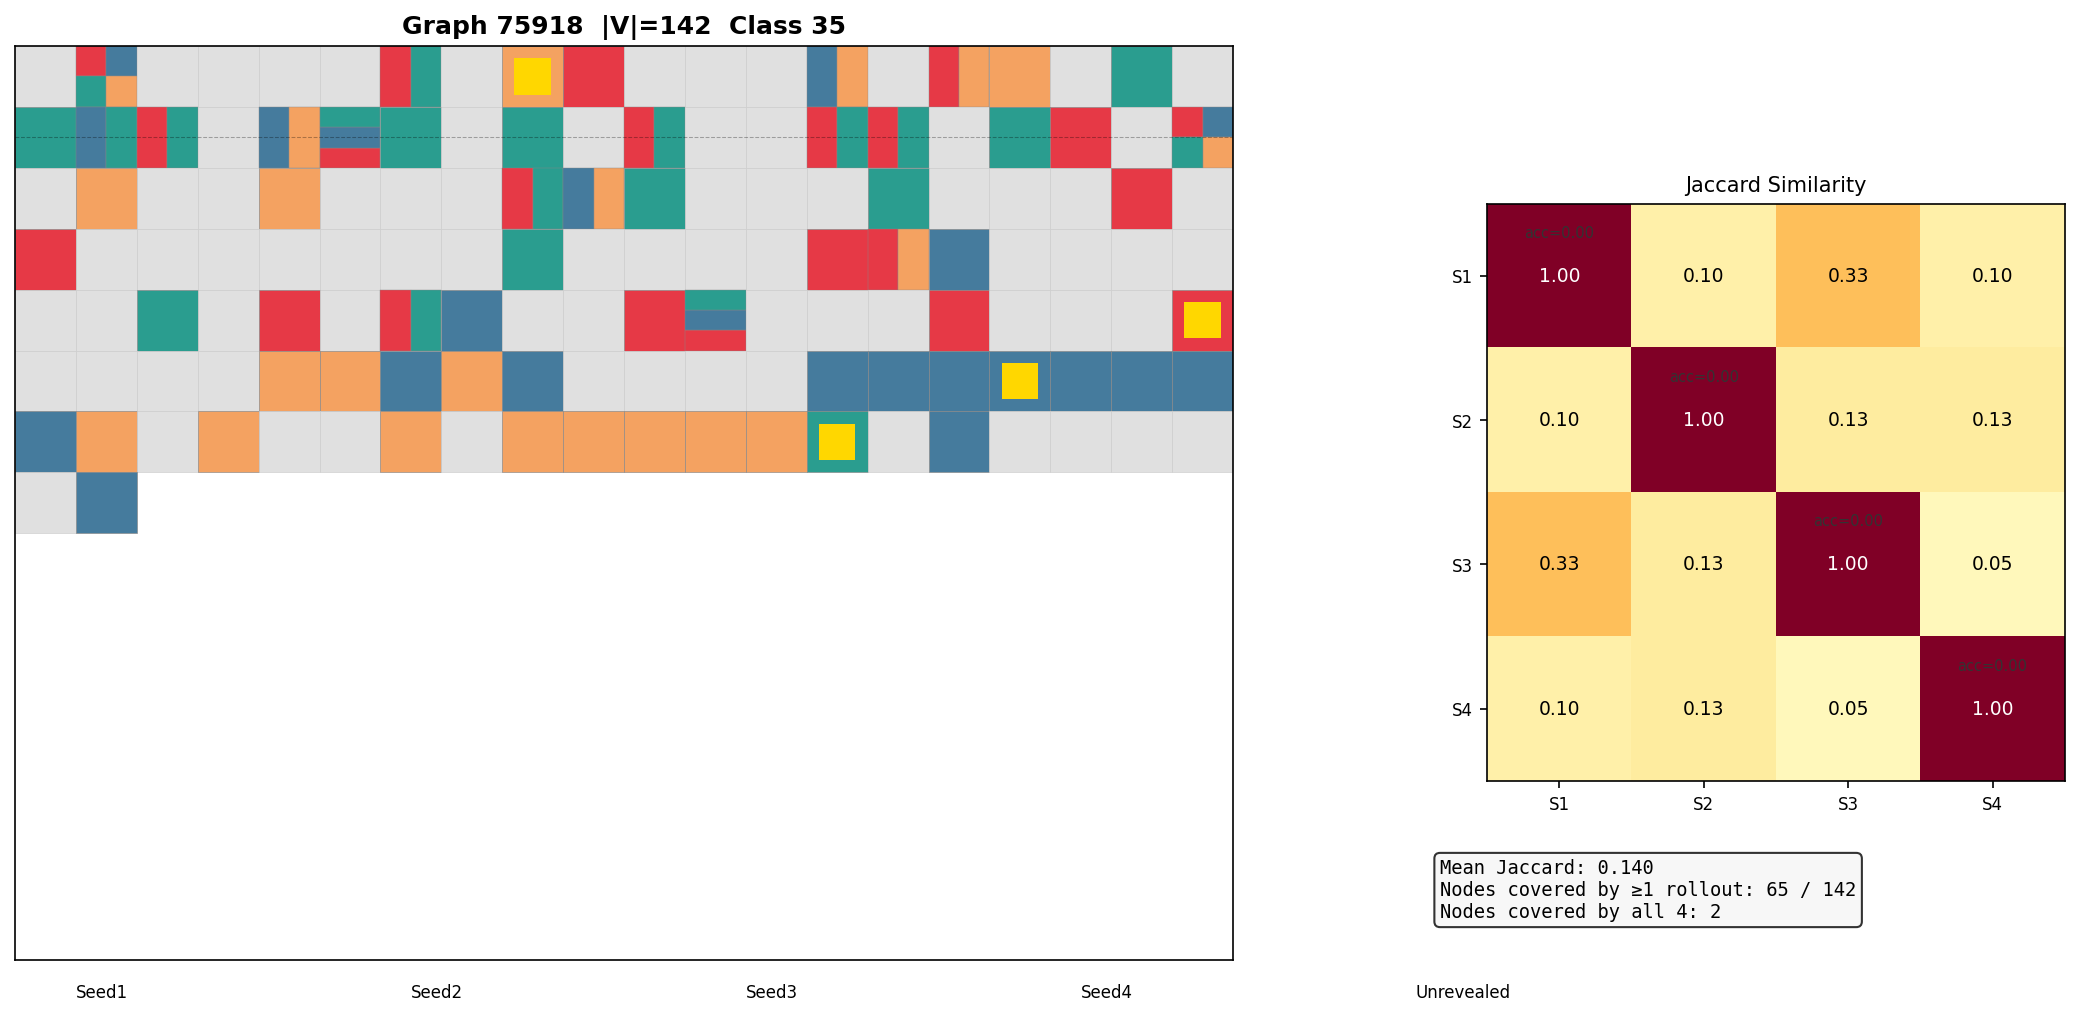 Graph 75918  |V|=142  Class 35
Jaccard Similarity
acc=0.00
S1 1.00 0.10 0.33 0.10
acc=0.00
S2 0.10 1.00 0.13 0.13
acc=0.00
S3 0.33 0.13 1.00 0.05
acc=0.00
S4 0.10 0.13 0.05 1.00
S1 S2 S3 S4
Mean Jaccard: 0.140
Nodes covered by ≥1 rollout: 65 / 142
Nodes covered by all 4: 2
Seed1 Seed2 Seed3 Seed4 Unrevealed